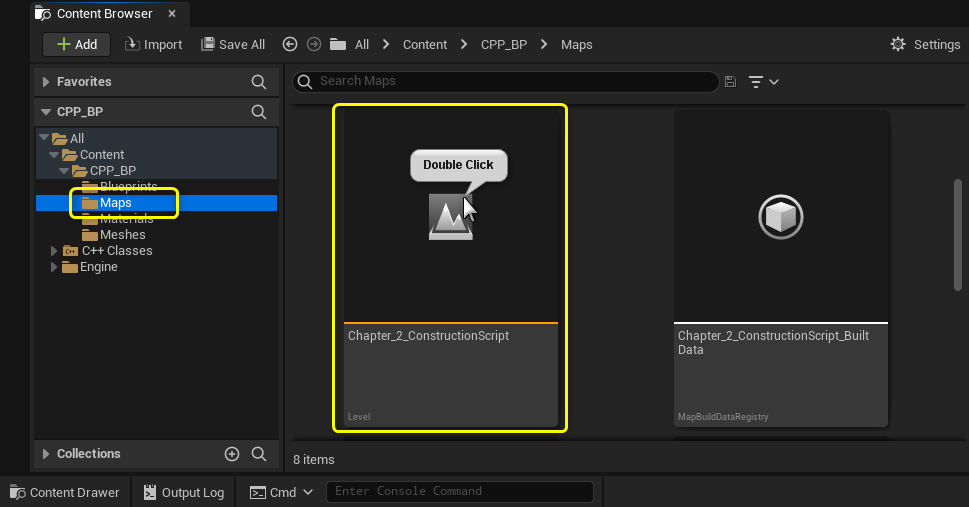 Content Browser
Add
Import
Save All
All
Content
CPP_BP
Maps
Settings
Favorites
Search Maps
CPP_BP
All
Content
CPP_BP
Blueprints
Maps
Materials
Meshes
C++ Classes
Engine
Double Click
Chapter_2_ConstructionScript
Level
Chapter_2_ConstructionScript_Built
Data
MapBuildDataRegistry
Collections
8 items
Content Drawer
Output Log
Cmd
Enter Console Command